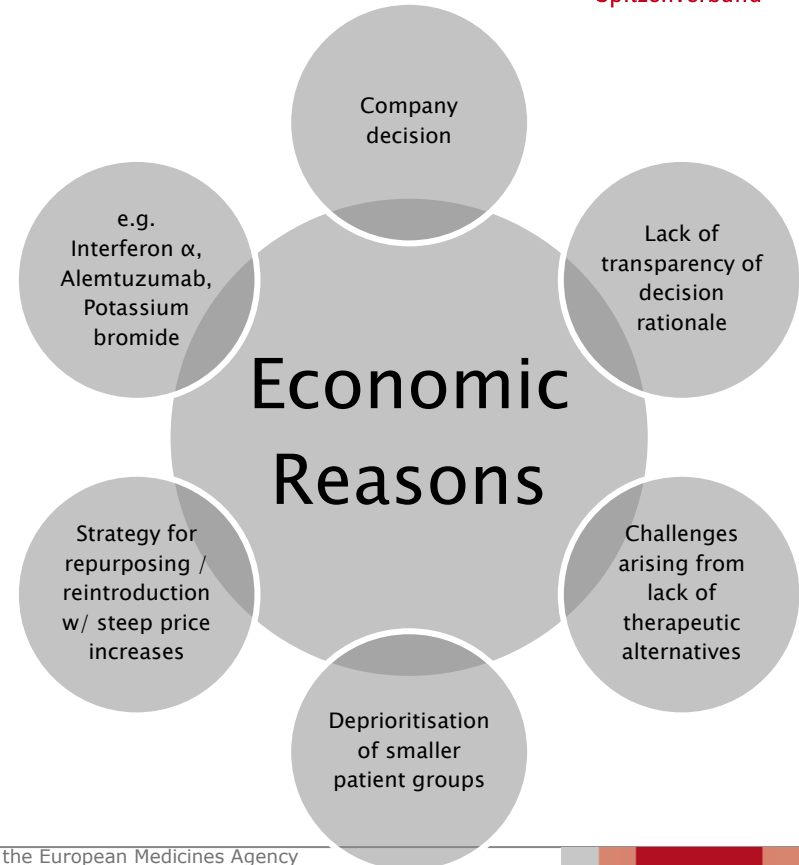 Company
decision
e.g.
Interferon α,
Alemtuzumab,
Potassium
bromide
Lack of
transparency of
decision
rationale
Economic
Reasons
Strategy for
repurposing /
reintroduction
w/ steep price
increases
Challenges
arising from
lack of
therapeutic
alternatives
Deprioritisation
of smaller
patient groups
the European Medicines Agency